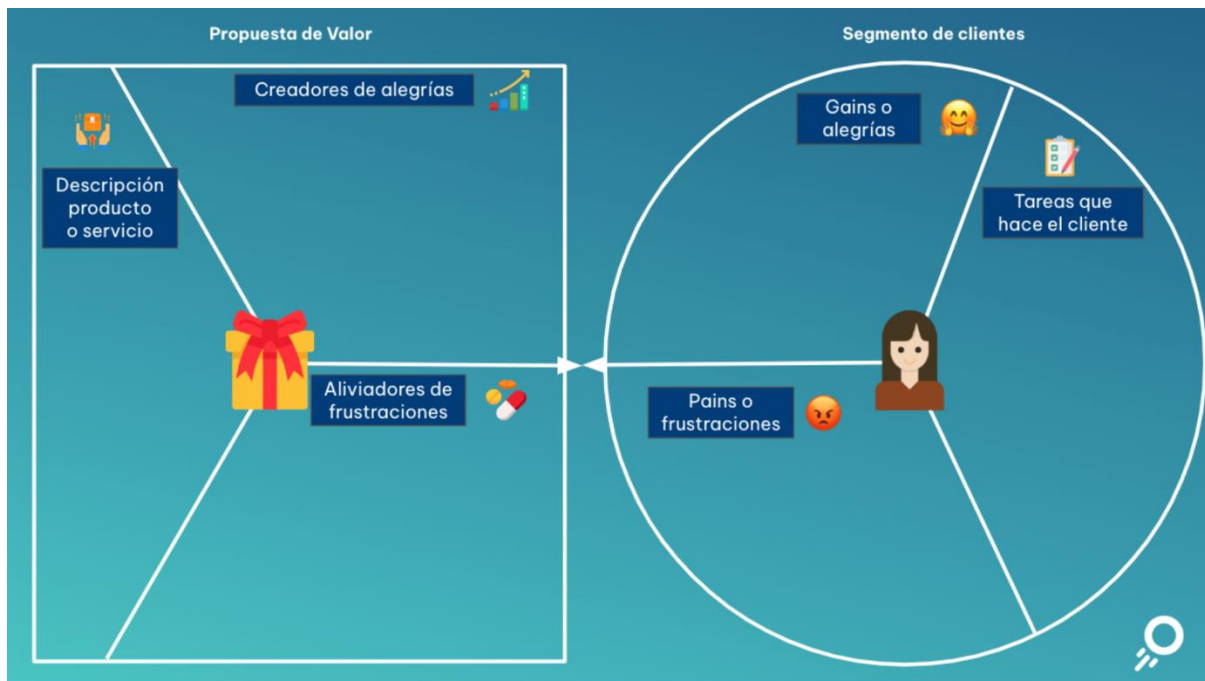 Propuesta de Valor
Creadores de alegrías
Descripción
producto
o servicio
Aliviadores de
frustraciones
Segmento de clientes
Gains o
alegrías
Tareas que
hace el cliente
Pains o
frustraciones